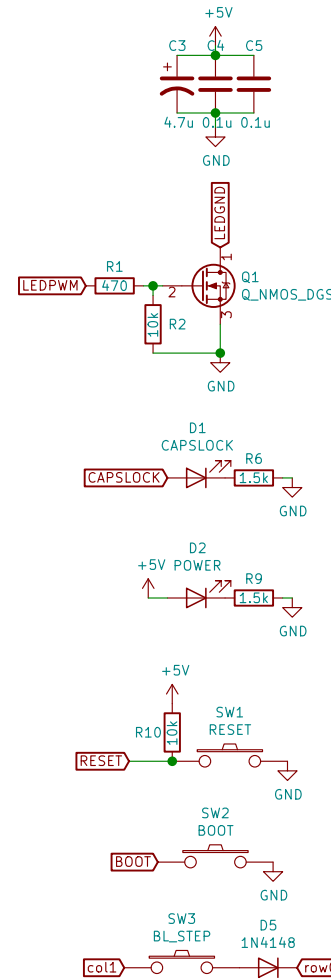 +5V
C3 C4 C5
+
4.7u 0.1u 0.1u
GND
LEDGND
1
R1
Q1
LEDPWM
470
2
Q_NMOS_DGS
10k
R2
3
GND
D1
CAPSLOCK
R6
CAPSLOCK
1.5k
GND
D2
+5V
POWER
R9
1.5k
GND
+5V
R10
10k
SW1
RESET
RESET
GND
SW2
BOOT
BOOT
GND
SW3
D5
BL_STEP
1N4148
col1